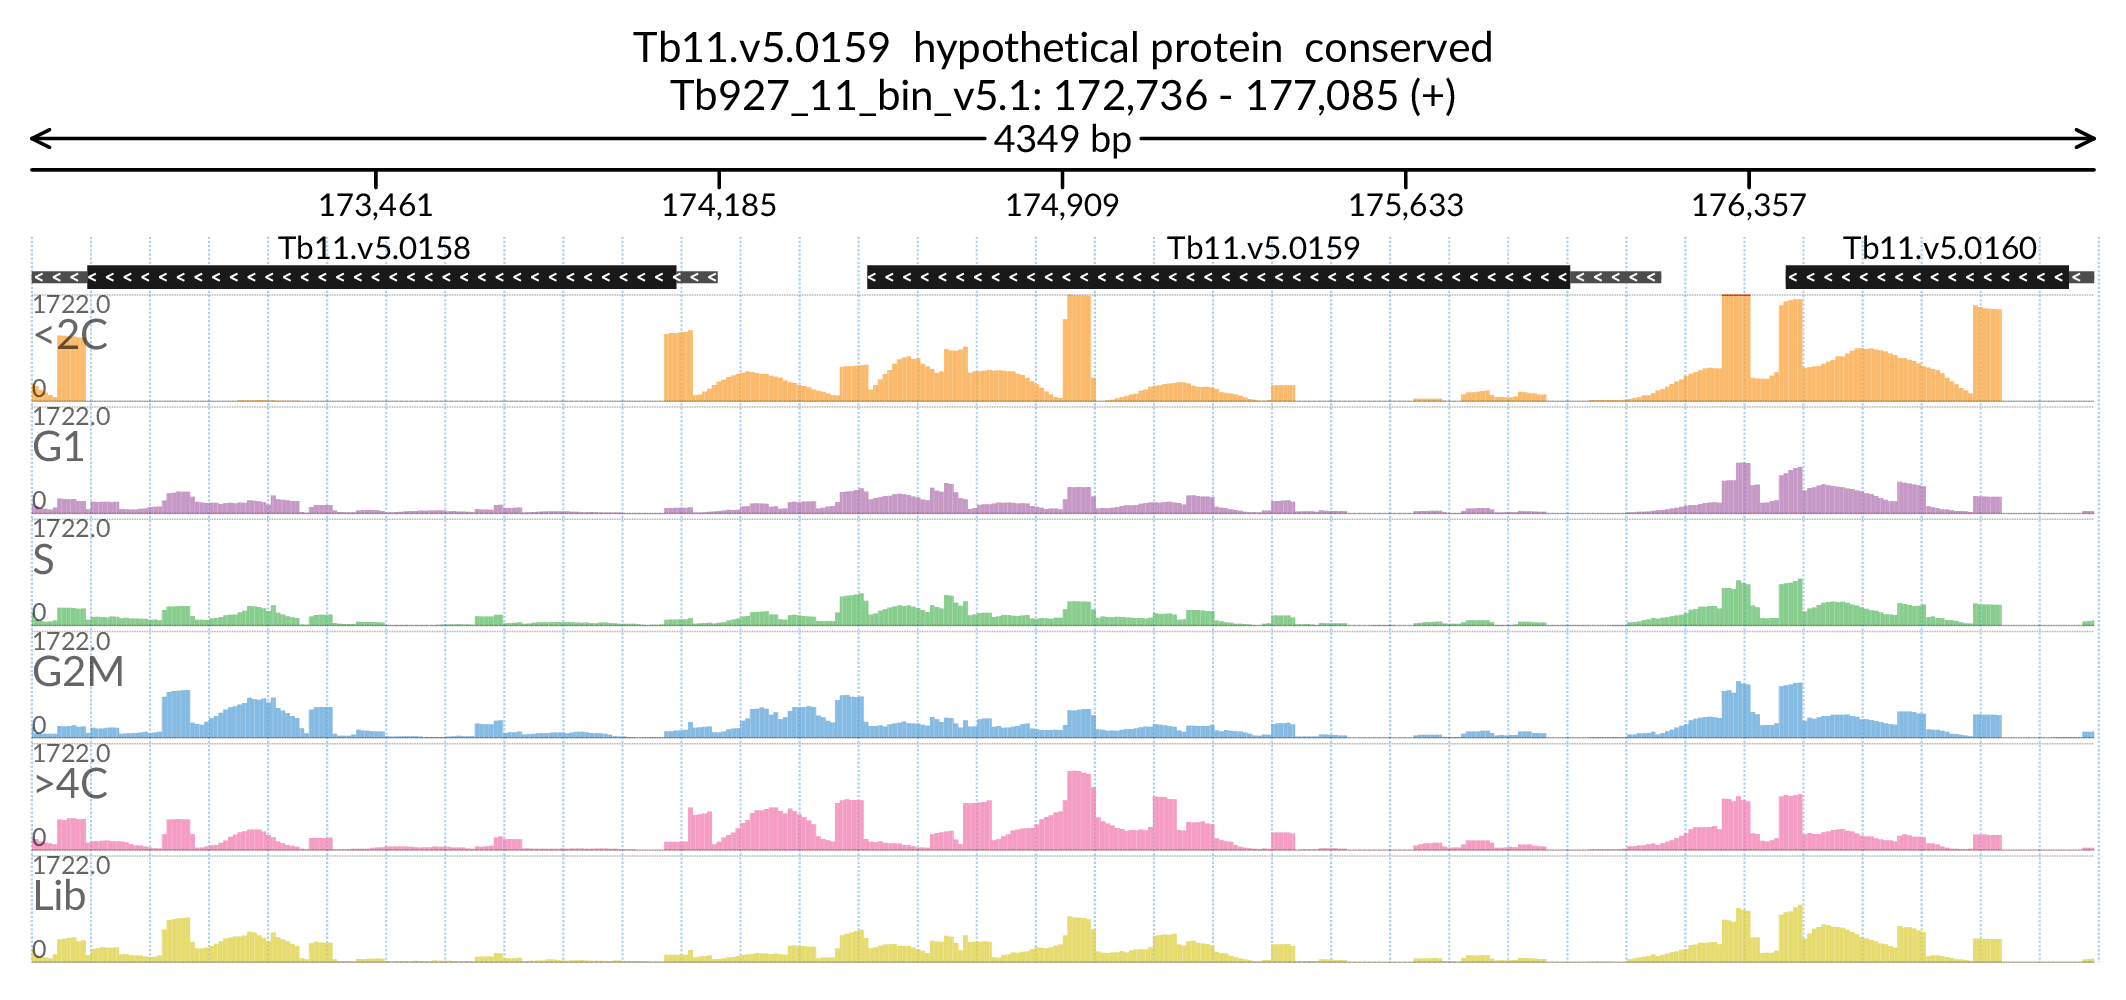 Tb11.v5.0159 hypothetical protein conserved
Tb927_11_bin_v5.1: 172,736 - 177,085 (+)
4349 bp
173,461 174,185 174,909 175,633 176,357
Tb11.v5.0158 Tb11.v5.0159 Tb11.v5.0160
1722.0
<2C
0
1722.0
G1
0
1722.0
S
0
1722.0
G2M
0
1722.0
>4C
0
1722.0
Lib
0